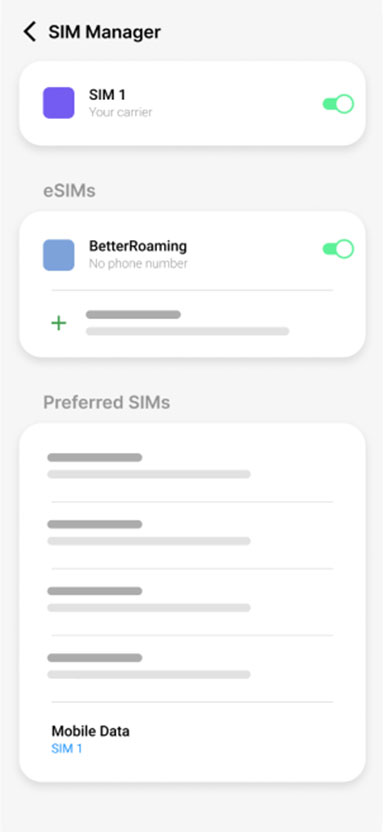 SIM Manager
SIM 1
Your carrier
eSIMs
BetterRoaming
No phone number
Preferred SIMs
Mobile Data
SIM 1